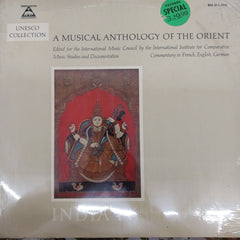 UNESCO
COLLECTION
SPECIAL
A MUSICAL ANTHOLOGY OF THE ORIENT
Edited for the International Music Council by the International Institute for Comparative
Music Studies and Documentation
Commentary in French, English, German
INDIA